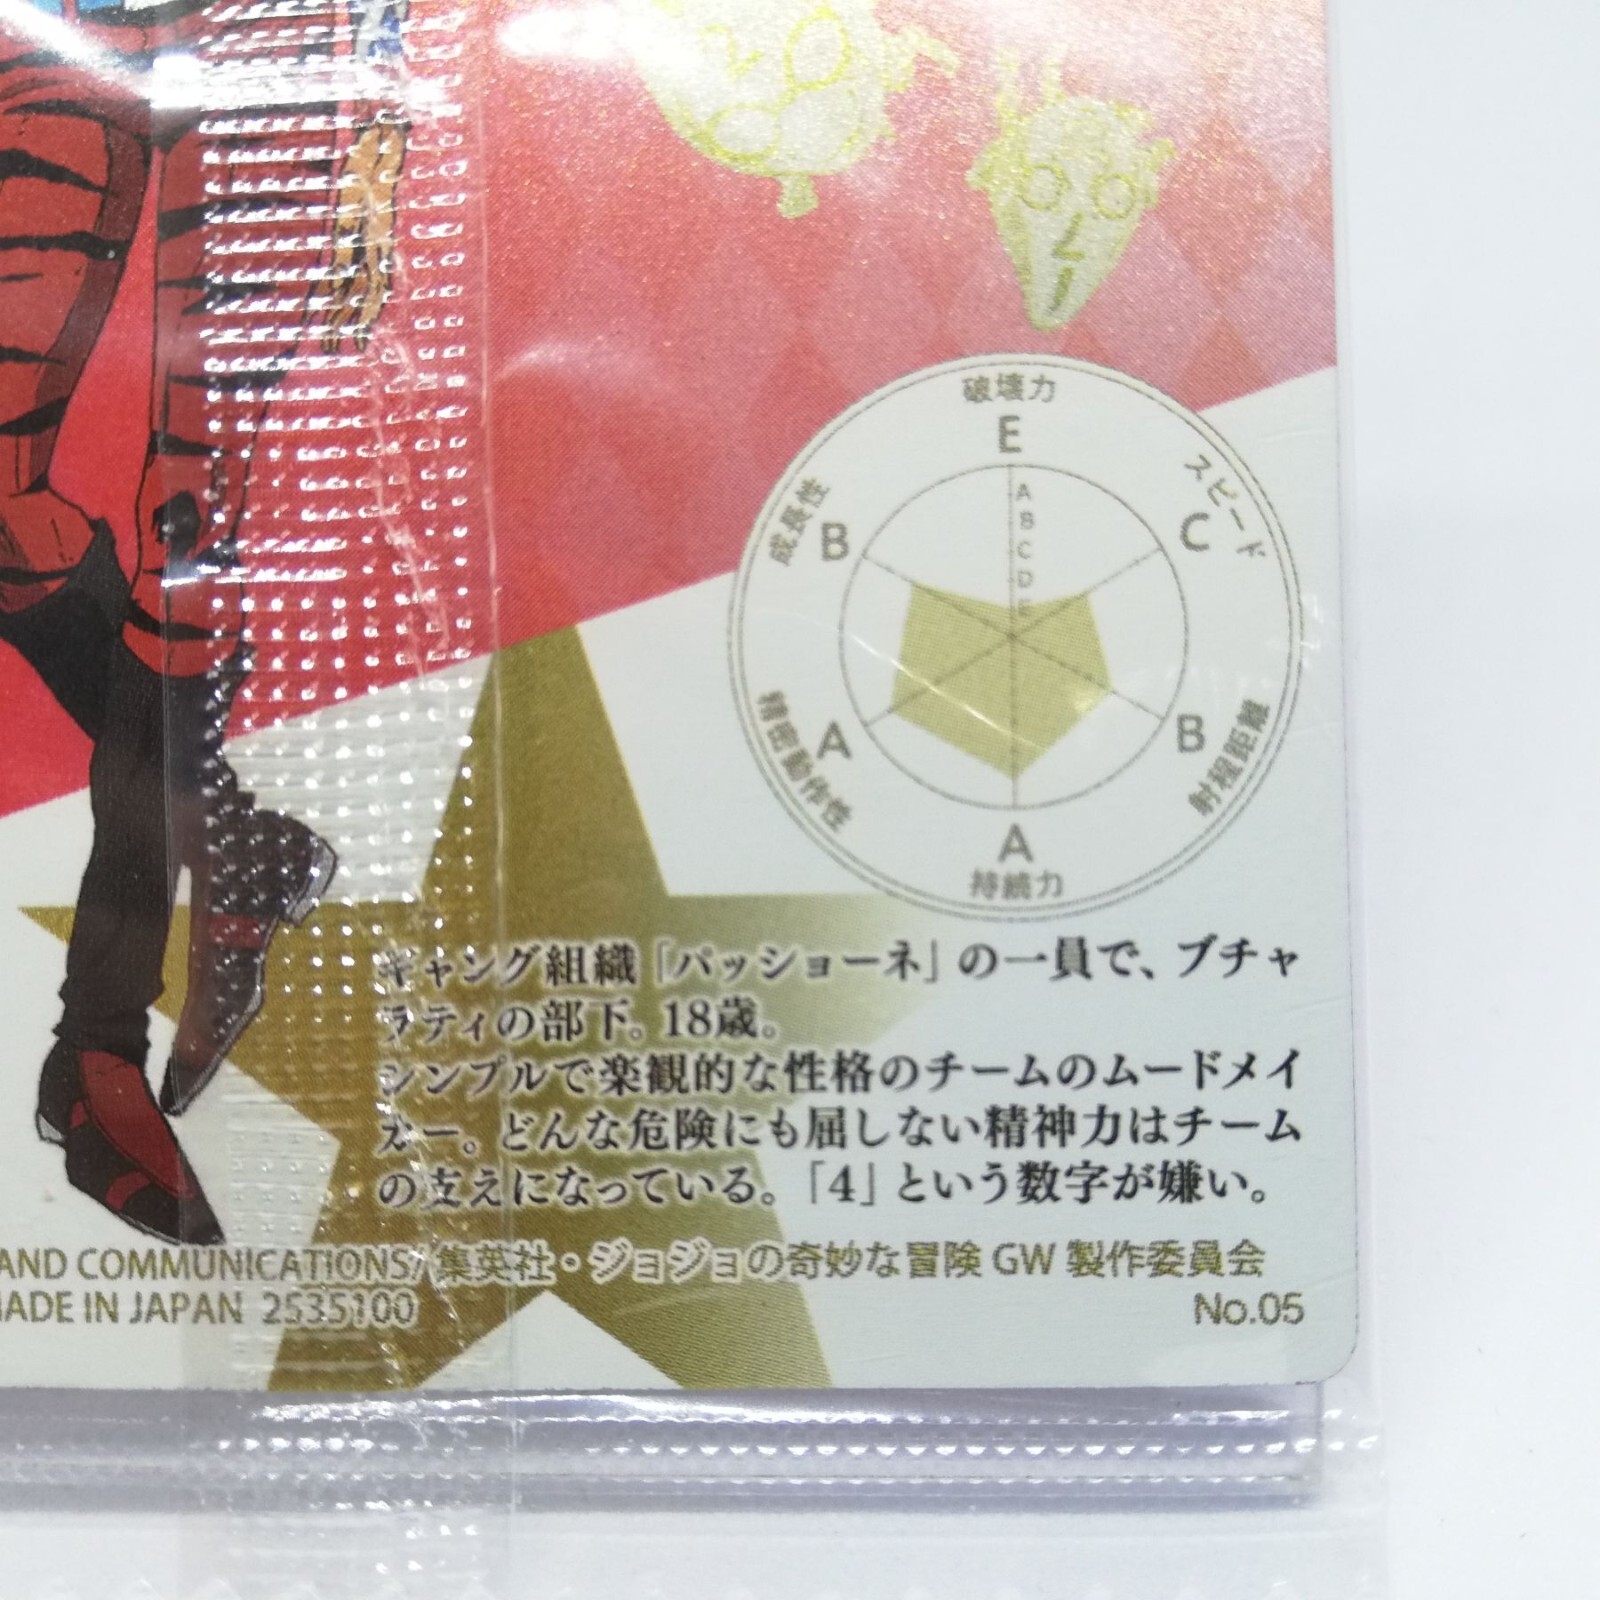 破壊力
E
スピード
C
成長性
B
A
B
C
D
E
精密動作性
A
射程距離
B
A
持続力
ギャング組織「パッショーネ」の一員で、ブチャ
ラティの部下。18歳。
シンプルで楽観的な性格のチームのムードメイ
カー。どんな危険にも屈しない精神力はチーム
の支えになっている。「4」という数字が嫌い。
AND COMMUNICATIONS/集英社・ジョジョの奇妙な冒険 GW 製作委員会
MADE IN JAPAN 2535100
No.05